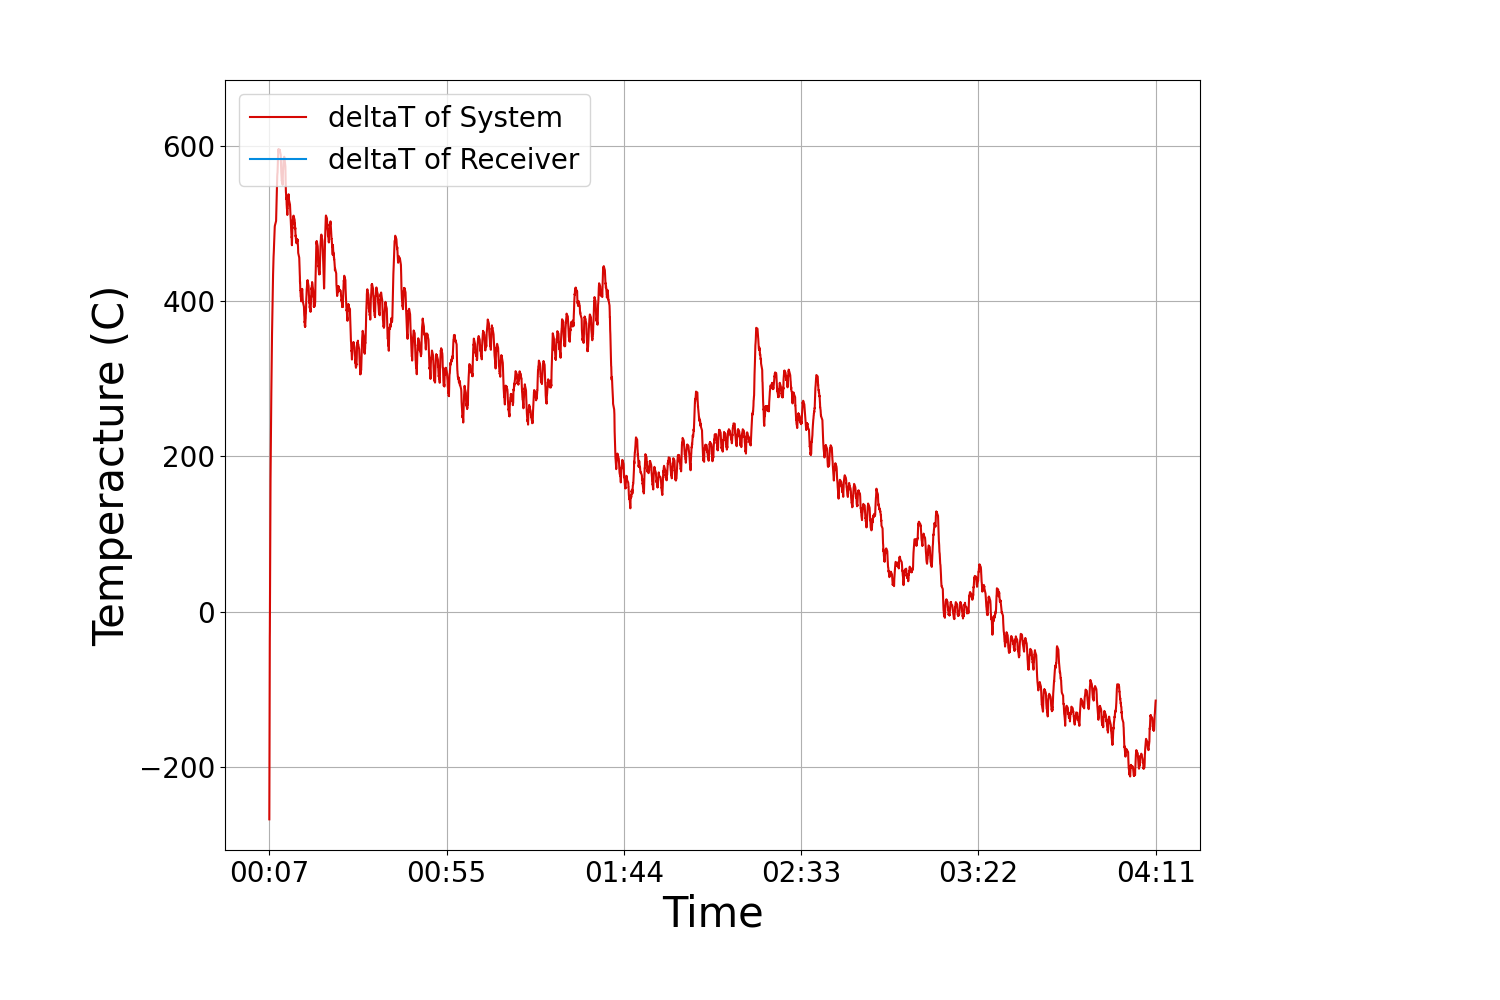 deltaT of System
deltaT of Receiver
600
400
200
0
−200
Temperacture (C)
00:07 00:55 01:44 02:33 03:22 04:11
Time